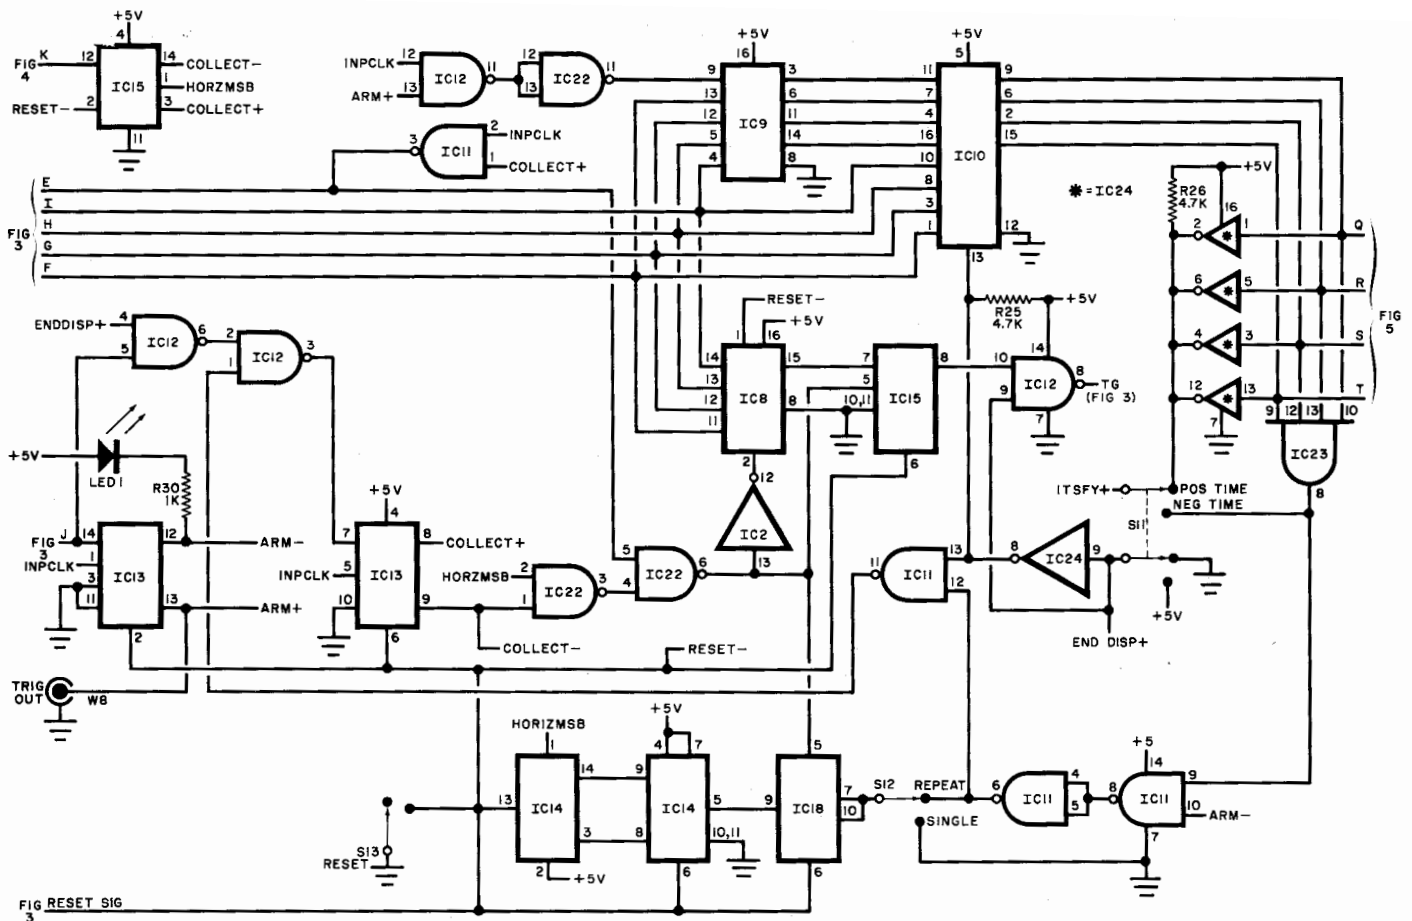 +5V
4
FIG 4
K
12
14
COLLECT-
IC15
1
HORZMSB
RESET-
2
3
COLLECT+
11
INPCLK
12
ARM+
13
IC12
11
12
13
IC22
11
3
IC11
2
INPCLK
1
COLLECT+
+5V
16
9
13
12
5
4
IC9
3
6
11
14
8
+5V
5
11
7
4
16
10
8
3
1
IC10
9
6
2
15
12
13
✱=IC24
+5V
R26
4.7K
16
2
✱
1
Q
6
✱
5
R
4
✱
3
S
12
✱
13
T
7
FIG 5
9
12
13
10
IC23
8
FIG 3
E
I
H
G
F
ENDDISP+
4
5
IC12
6
2
1
IC12
3
+5V
LED1
R30
1K
RESET-
+5V
1
16
14
13
12
11
IC8
15
8
2
12
IC2
13
10,11
7
5
IC15
8
6
R25
4.7K
+5V
14
10
9
IC12
8
TG
(FIG 3)
7
FIG 3
J
14
INPCLK
1
3
11
IC13
12
ARM-
13
ARM+
2
+5V
4
7
INPCLK
5
10
IC13
8
COLLECT+
9
6
HORZMSB
2
1
IC22
3
COLLECT-
5
4
IC22
6
RESET-
11
IC11
13
12
8
IC24
9
ITSFY+
POS TIME
NEG TIME
S11
+5V
END DISP+
TRIG
OUT
W8
HORIZMSB
1
13
IC14
14
3
2
+5V
+5V
4
7
9
8
IC14
5
10,11
6
5
9
IC18
7
10
6
S12
REPEAT
SINGLE
6
IC11
4
5
8
IC11
+5
14
9
10
ARM-
7
S13
RESET
FIG 3
RESET SIG